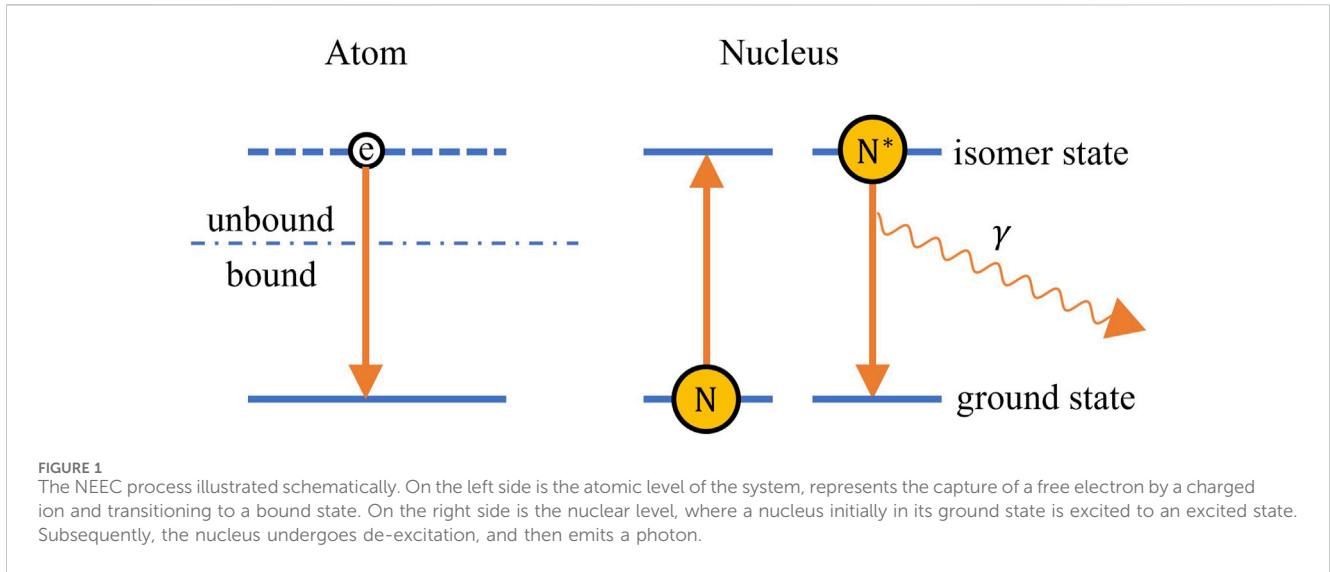 Atom
Nucleus
e
N*
isomer state
unbound
bound
γ
N
ground state
FIGURE 1
The NEEC process illustrated schematically. On the left side is the atomic level of the system, represents the capture of a free electron by a charged
ion and transitioning to a bound state. On the right side is the nuclear level, where a nucleus initially in its ground state is excited to an excited state.
Subsequently, the nucleus undergoes de-excitation, and then emits a photon.